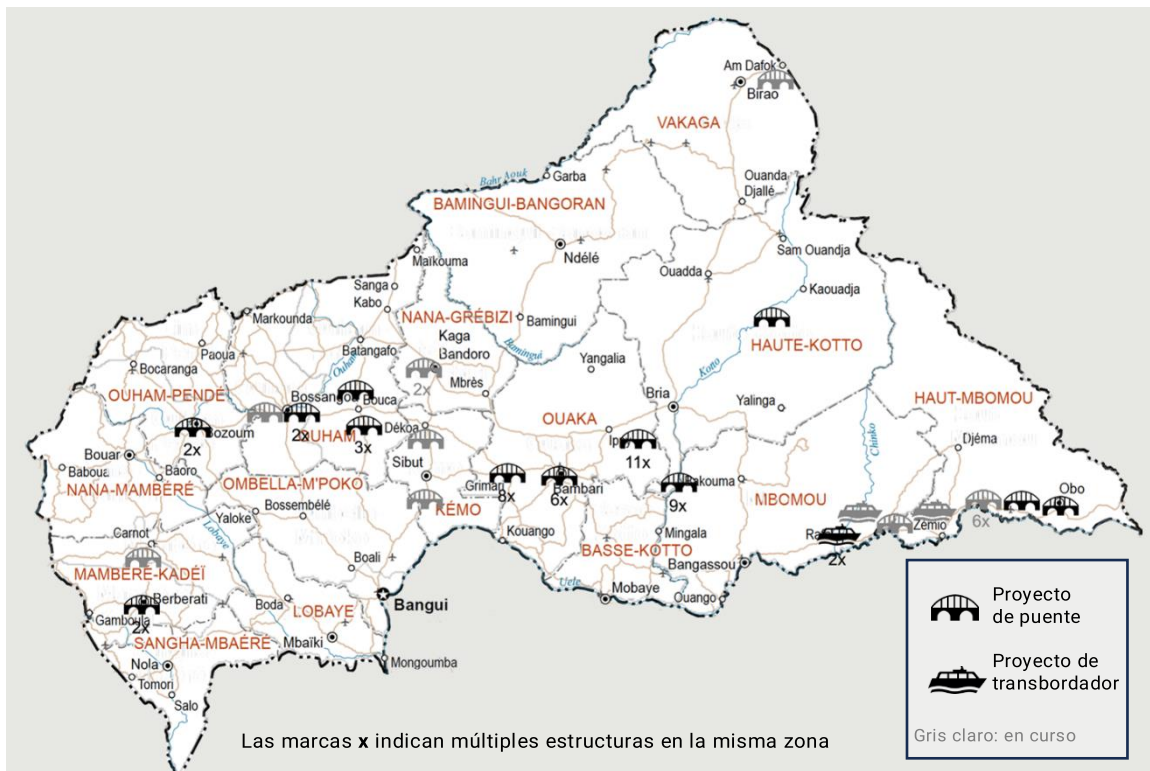 Am Dafok
Birao
VAKAGA
Ouanda
Djallé
Bahr Aouk
Garba
BAMINGUI-BANGORAN
Ndélé
Sam Ouandja
Maïkouma
Ouadda
Kaouadja
Sanga
Kabo
NANA-GRÉBIZI
Bamingui
Markounda
Kaga
Bandoro
2x
Mbrès
Bamingui
Yangalia
HAUTE-KOTTO
Kotto
Paoua
Batangafo
Bocaranga
Ouham
OUHAM-PENDÉ
Bouca
2x
OUHAM
3x
Dékoa
Bozoum
2x
Bria
Yalinga
HAUT-MBOMOU
OUAKA
11x
Chinko
Djéma
Bouar
Baboua
Baoro
NANA-MAMBÉRÉ
OMBELLA-M'POKO
Sibut
8x
Bambari
6x
9x
MBOMOU
Obo
Bossembélé
KÉMO
Yaloke
Carnot
Lobaye
Kouango
Mingala
6x
Zémio
2x
Boali
BASSE-KOTTO
Bangassou
MAMBÉRÉ-KADÉÏ
Berberati
Uele
Mobaye
Ouango
Boda
LOBAYE
Bangui
Gamboula
2x
SANGHA-MBAÉRÉ
Mbaïki
Nola
Mongoumba
Tomori
Salo
Proyecto
de puente
Proyecto de
transbordador
Gris claro: en curso
Las marcas x indican múltiples estructuras en la misma zona